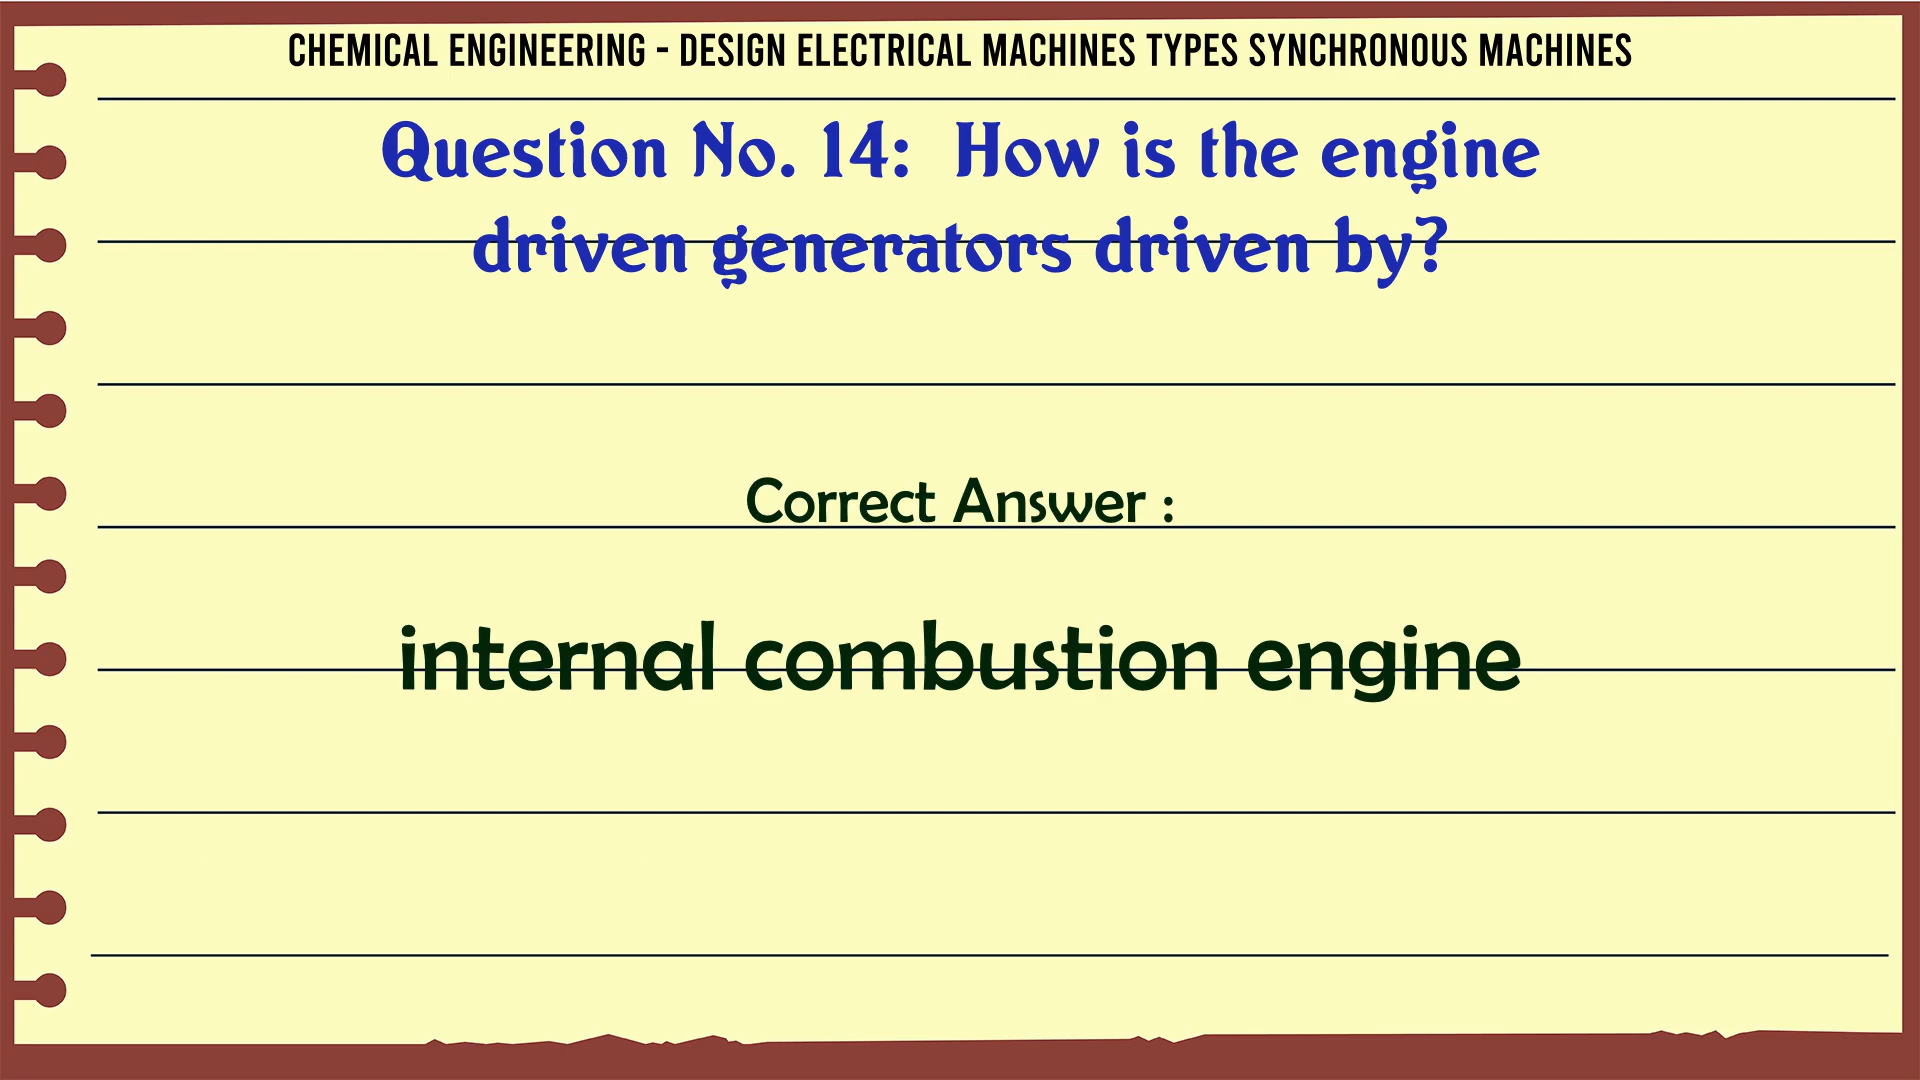 CHEMICAL ENGINEERING - DESIGN ELECTRICAL MACHINES TYPES SYNCHRONOUS MACHINES
Question No. 14: How is the engine
driven generators driven by?
Correct Answer :
internal combustion engine